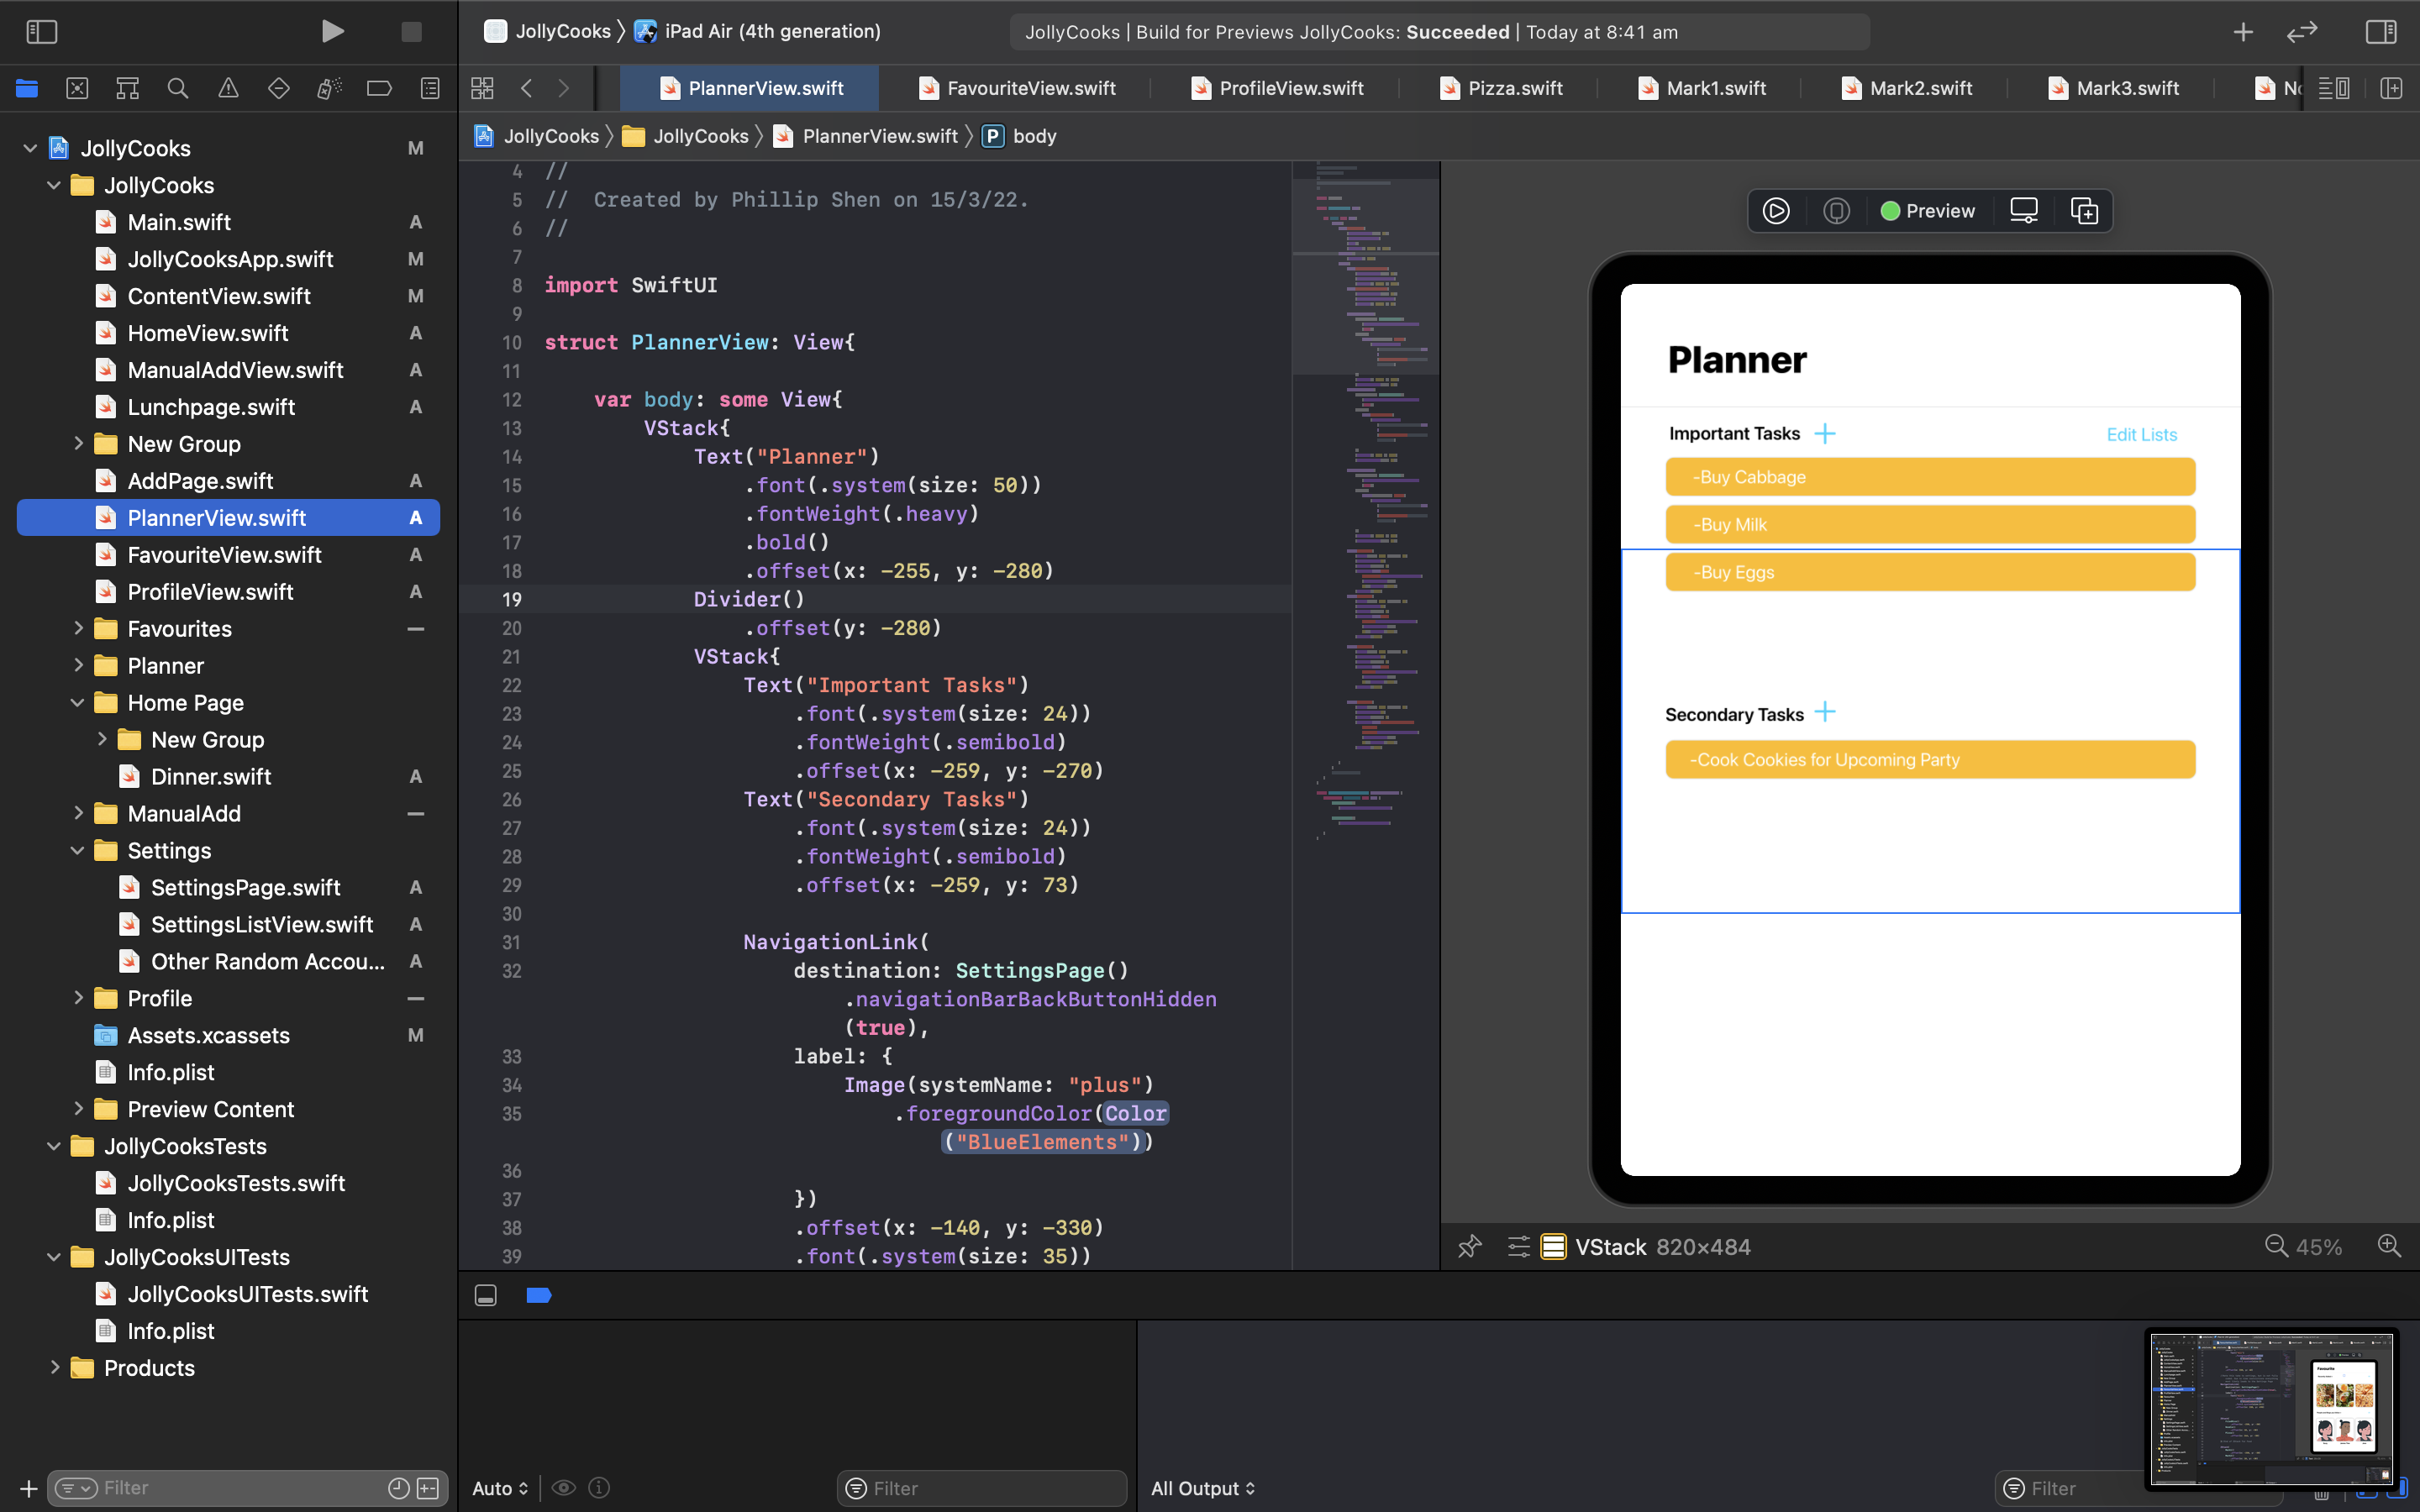 JollyCooks
iPad Air (4th generation)
JollyCooks | Build for Previews JollyCooks: Succeeded | Today at 8:41 am
PlannerView.swift
FavouriteView.swift
ProfileView.swift
Pizza.swift
Mark1.swift
Mark2.swift
Mark3.swift
JollyCooks
JollyCooks
PlannerView.swift
P body
JollyCooks M
JollyCooks
Main.swift A
JollyCooksApp.swift M
ContentView.swift M
HomeView.swift A
ManualAddView.swift A
Lunchpage.swift A
New Group
AddPage.swift A
PlannerView.swift A
FavouriteView.swift A
ProfileView.swift A
Favourites
Planner
Home Page
New Group
Dinner.swift A
ManualAdd
Settings
SettingsPage.swift A
SettingsListView.swift A
Other Random Accou... A
Profile
Assets.xcassets M
Info.plist
Preview Content
JollyCooksTests
JollyCooksTests.swift
Info.plist
JollyCooksUITests
JollyCooksUITests.swift
Info.plist
Products
Filter
4 //
5 //  Created by Phillip Shen on 15/3/22.
6 //
7
8 import SwiftUI
9
10 struct PlannerView: View{
11
12 var body: some View{
13 VStack{
14 Text("Planner")
15 .font(.system(size: 50))
16 .fontWeight(.heavy)
17 .bold()
18 .offset(x: -255, y: -280)
19 Divider()
20 .offset(y: -280)
21 VStack{
22 Text("Important Tasks")
23 .font(.system(size: 24))
24 .fontWeight(.semibold)
25 .offset(x: -259, y: -270)
26 Text("Secondary Tasks")
27 .font(.system(size: 24))
28 .fontWeight(.semibold)
29 .offset(x: -259, y: 73)
30
31 NavigationLink(
32 destination: SettingsPage()
.navigationBarBackButtonHidden
(true),
33 label: {
34 Image(systemName: "plus")
35 .foregroundColor(Color
("BlueElements"))
36
37 })
38 .offset(x: -140, y: -330)
39 .font(.system(size: 35))
Preview
Planner
Important Tasks
Edit Lists
-Buy Cabbage
-Buy Milk
-Buy Eggs
Secondary Tasks
-Cook Cookies for Upcoming Party
VStack 820×484
45%
Auto
Filter
All Output
Filter